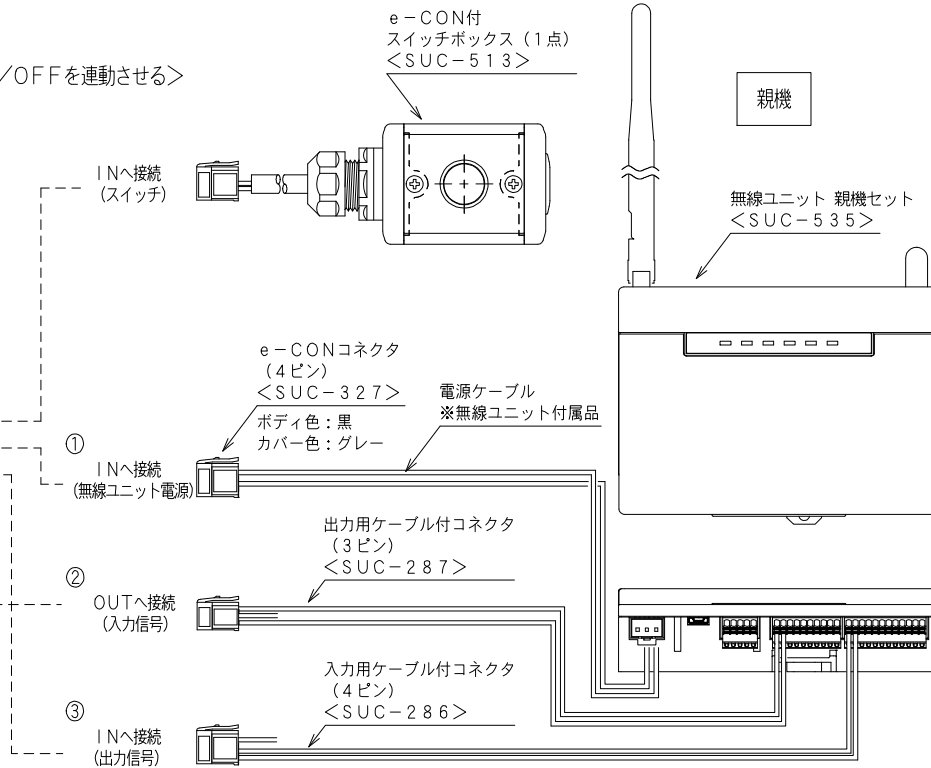 /OFFを連動させる>
e-CON付
スイッチボックス(1点)
<SUC-513>
親機
INへ接続
(スイッチ)
無線ユニット 親機セット
<SUC-535>
e-CONコネクタ
(4ピン)
<SUC-327>
ボディ色:黒
カバー色:グレー
電源ケーブル
※無線ユニット付属品
①
INへ接続
(無線ユニット電源)
出力用ケーブル付コネクタ
(3ピン)
<SUC-287>
②
OUTへ接続
(入力信号)
入力用ケーブル付コネクタ
(4ピン)
<SUC-286>
③
INへ接続
(出力信号)